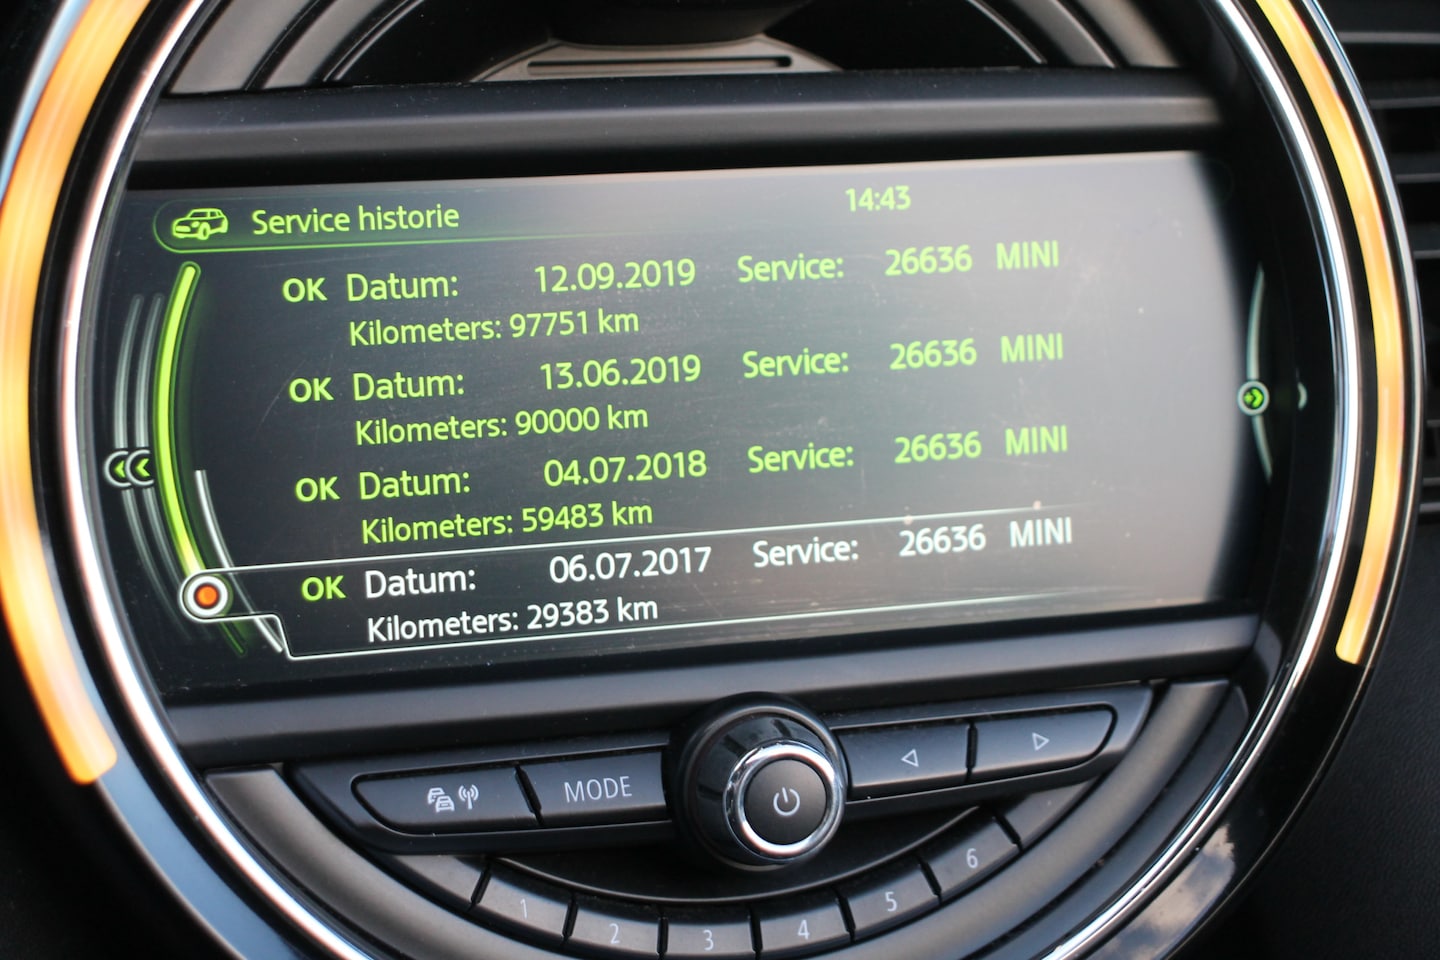 Service historie 14:43
OK Datum: 12.09.2019 Service: 26636 MINI
Kilometers: 97751 km
OK Datum: 13.06.2019 Service: 26636 MINI
Kilometers: 90000 km
OK Datum: 04.07.2018 Service: 26636 MINI
Kilometers: 59483 km
OK Datum: 06.07.2017 Service: 26636 MINI
Kilometers: 29383 km
MODE
1 2 3 4 5 6